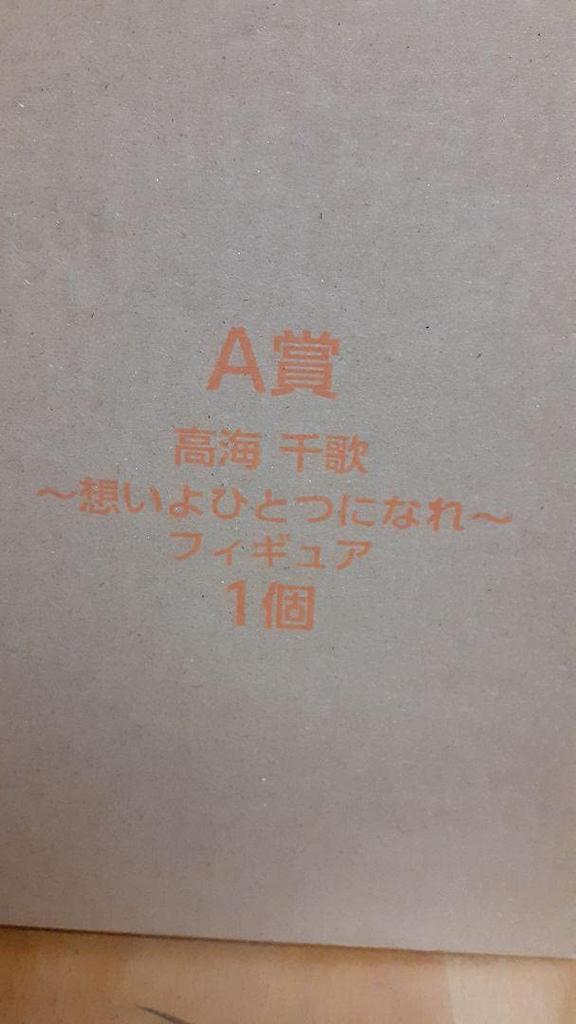 A賞
高海 千歌
～想いよひとつになれ～
フィギュア
1個